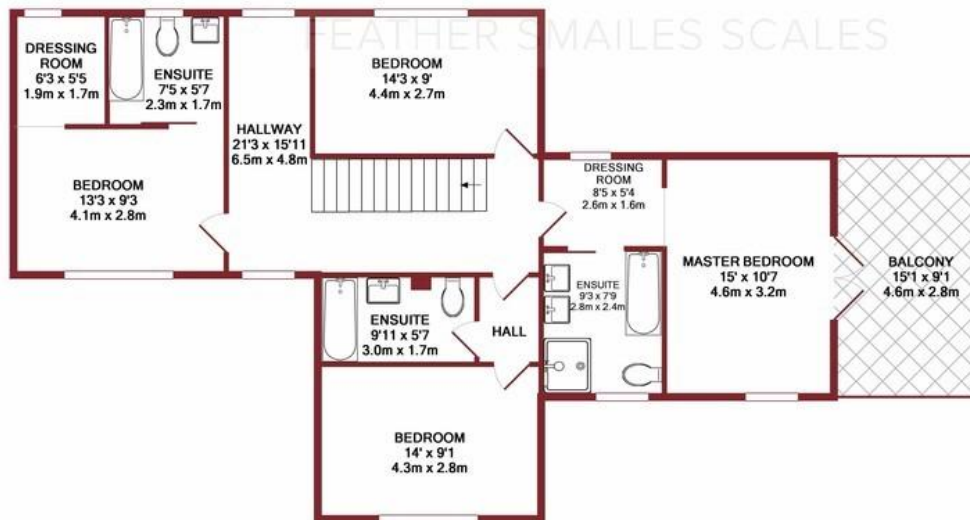 FEATHER SMAILES SCALES
DRESSING
ROOM
6'3 x 5'5
1.9m x 1.7m
ENSUITE
7'5 x 5'7
2.3m x 1.7m
BEDROOM
14'3 x 9'
4.4m x 2.7m
HALLWAY
21'3 x 15'11
6.5m x 4.8m
BEDROOM
13'3 x 9'3
4.1m x 2.8m
DRESSING
ROOM
8'5 x 5'4
2.6m x 1.6m
MASTER BEDROOM
15' x 10'7
4.6m x 3.2m
BALCONY
15'1 x 9'1
4.6m x 2.8m
ENSUITE
9'3 x 7'9
2.8m x 2.4m
ENSUITE
9'11 x 5'7
3.0m x 1.7m
HALL
BEDROOM
14' x 9'1
4.3m x 2.8m